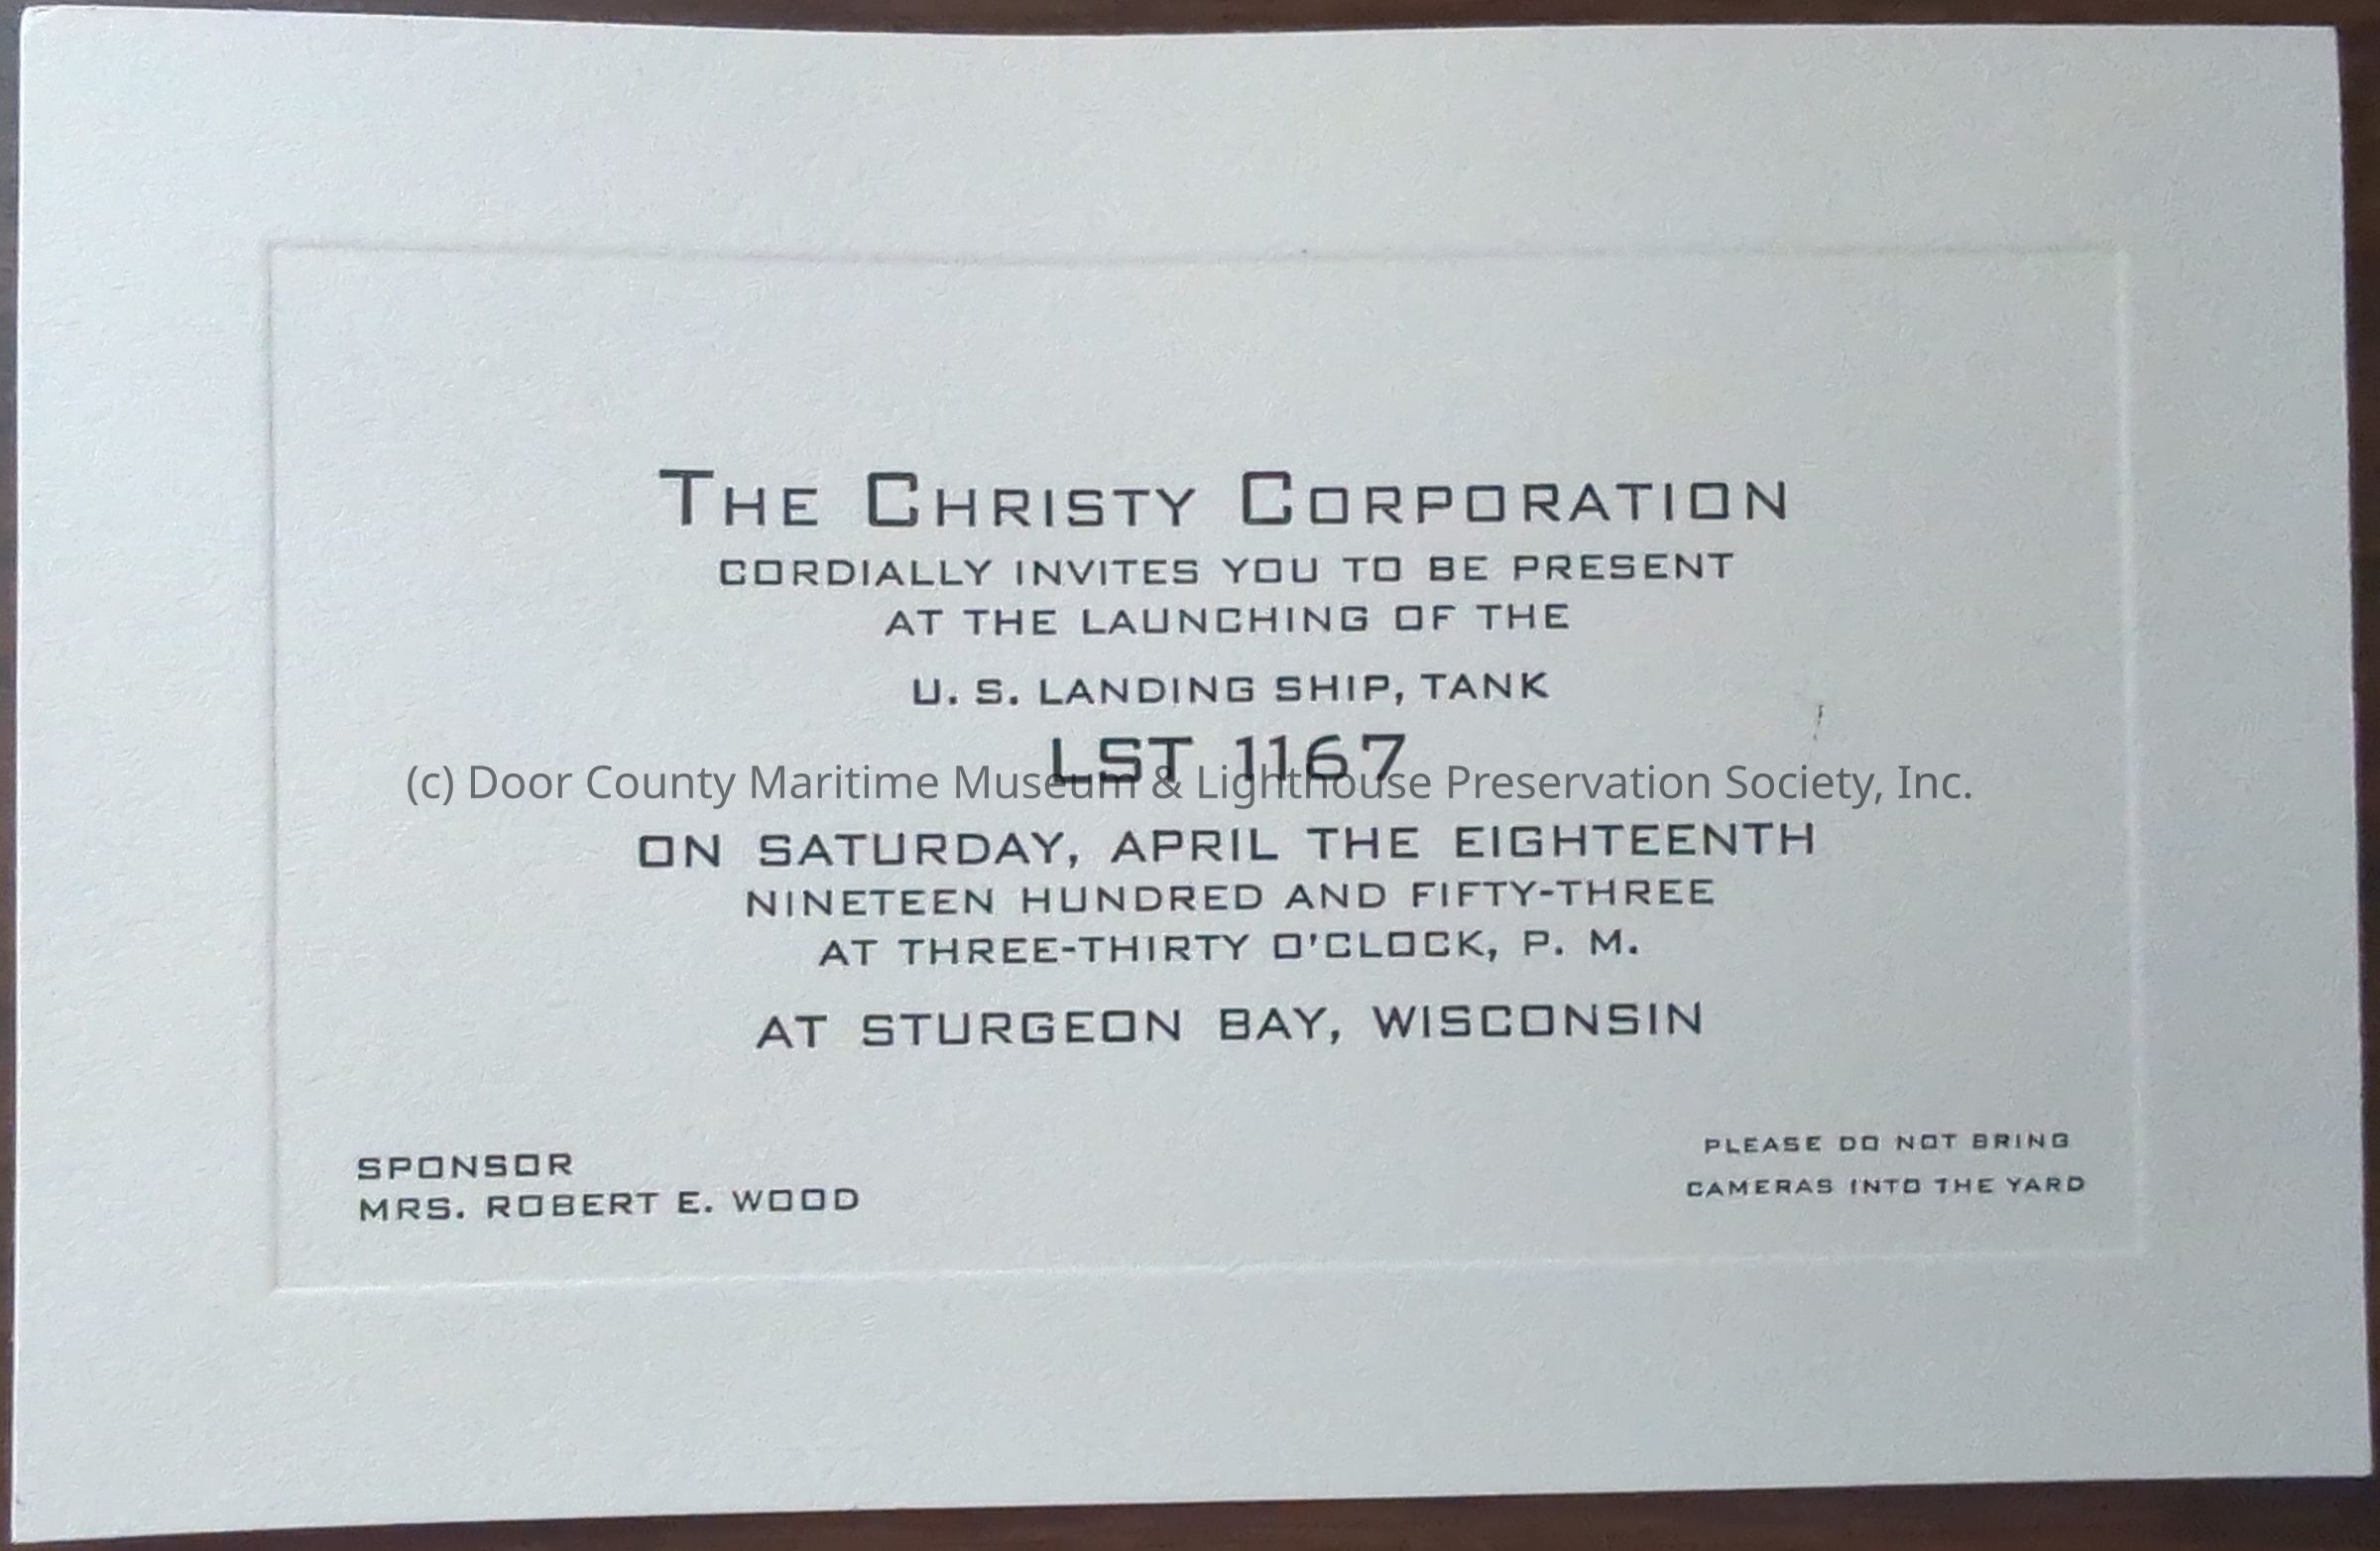 THE CHRISTY CORPORATION
CORDIALLY INVITES YOU TO BE PRESENT
AT THE LAUNCHING OF THE
U. S. LANDING SHIP, TANK
LST 1167
(c) Door County Maritime Museum & Lighthouse Preservation Society, Inc.
ON SATURDAY, APRIL THE EIGHTEENTH
NINETEEN HUNDRED AND FIFTY-THREE
AT THREE-THIRTY O'CLOCK, P. M.
AT STURGEON BAY, WISCONSIN
SPONSOR
MRS. ROBERT E. WOOD
PLEASE DO NOT BRING
CAMERAS INTO THE YARD